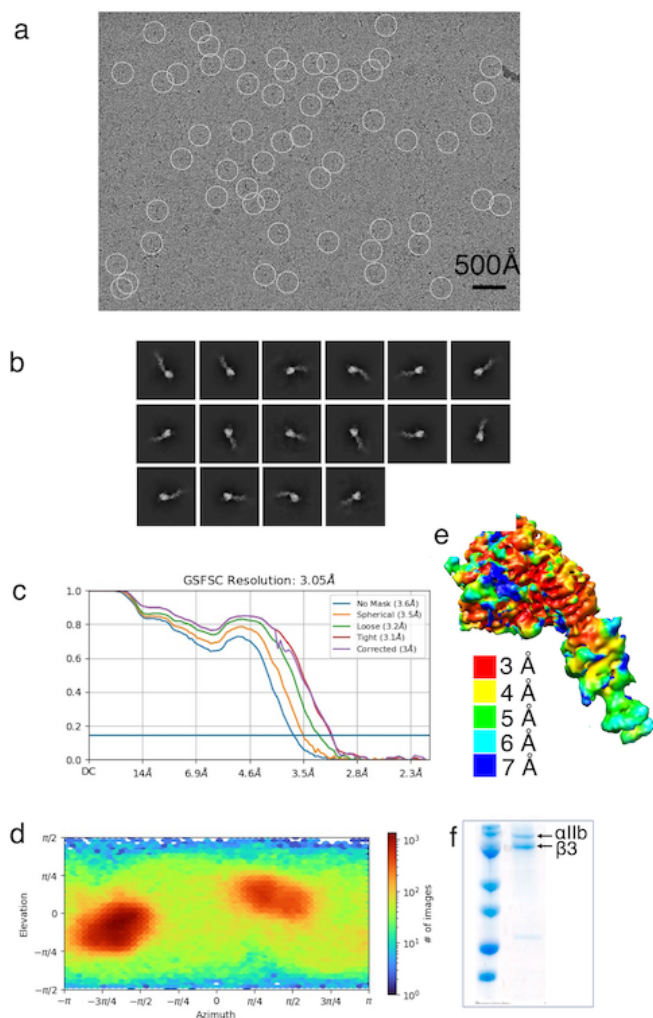 a
500Å
b
c
GSFSC Resolution: 3.05Å
1.0
0.8
0.6
0.4
0.2
0.0
DC
14Å
6.9Å
4.6Å
3.5Å
2.8Å
2.3Å
No Mask (3.6Å)
Spherical (3.5Å)
Loose (3.2Å)
Tight (3.1Å)
Corrected (3Å)
e
3 Å
4 Å
5 Å
6 Å
7 Å
d
Elevation
π/2
π/4
0
−π/4
−π/2
−π
−3π/4
−π/2
0
π/4
π/2
3π/4
π
Azimuth
10³
10²
10¹
10⁰
# of images
f
αIIb
β3